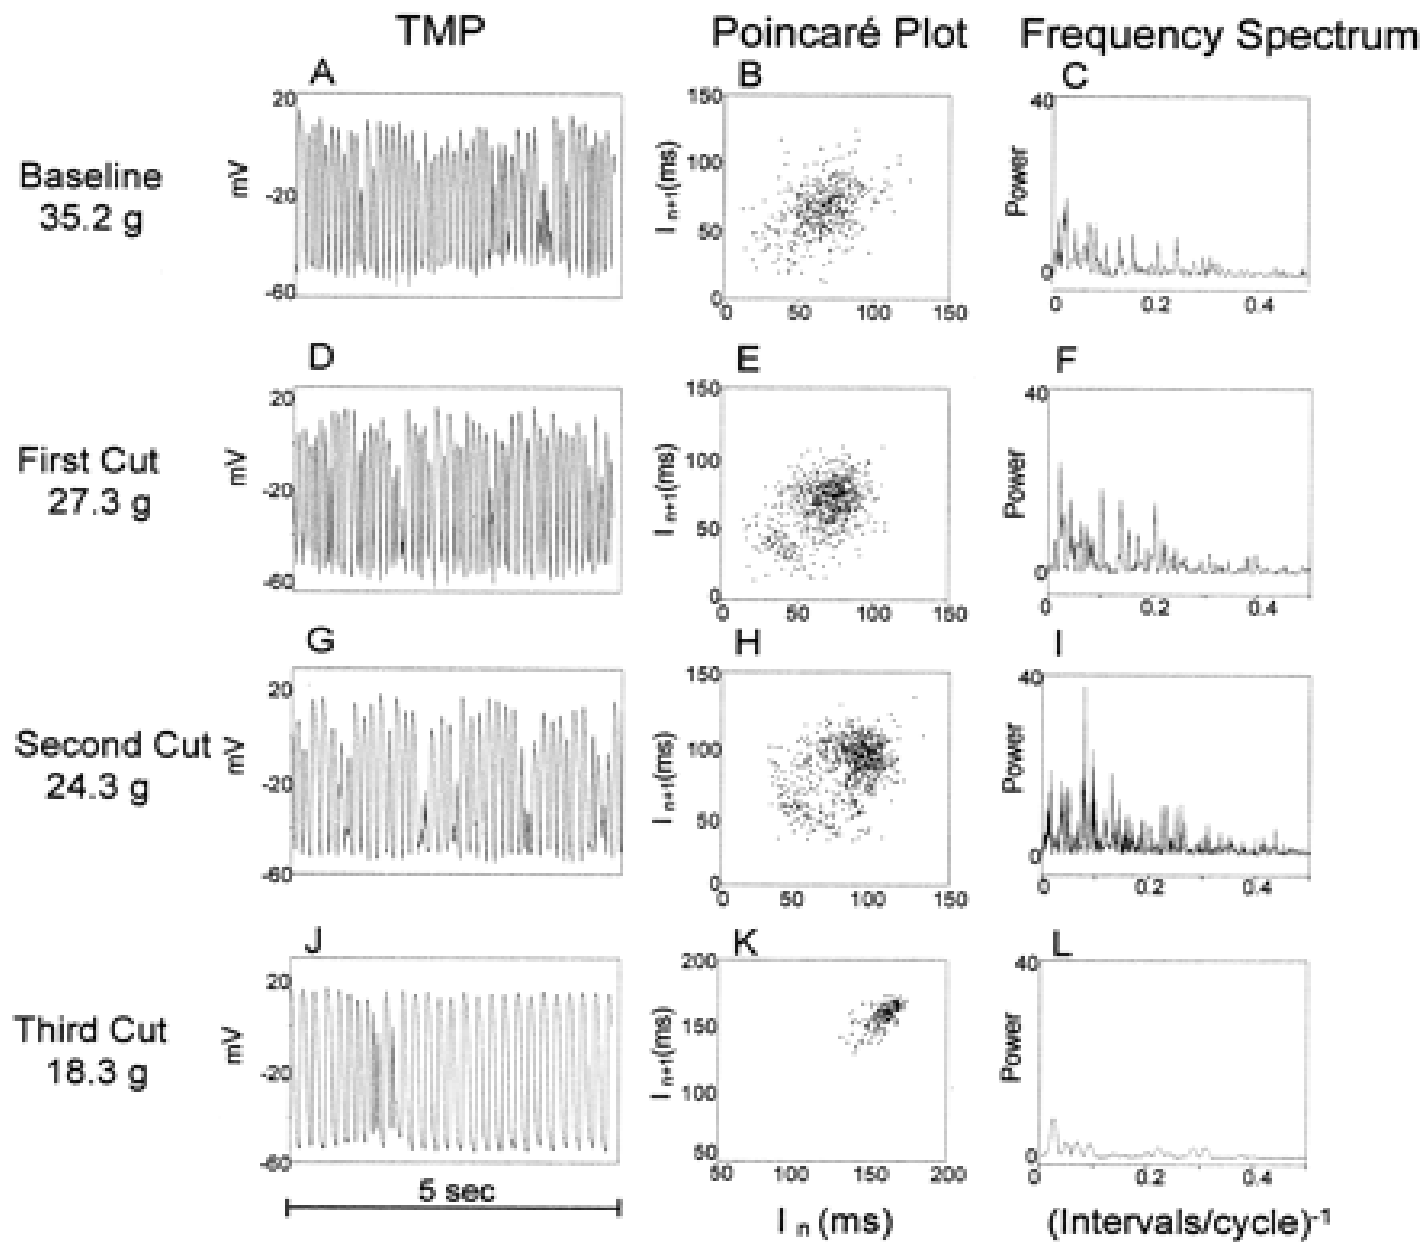 TMP Poincaré Plot Frequency Spectrum
A B C
Baseline
35.2 g
mV
20
-20
-60
I n+1(ms)
150
100
50
0
0 50 100 150
Power
40
0
0 0.2 0.4
D E F
First Cut
27.3 g
mV
20
-20
-60
I n+1(ms)
150
100
50
0
0 50 100 150
Power
40
0
0 0.2 0.4
G H I
Second Cut
24.3 g
mV
20
-20
-60
I n+1(ms)
150
100
50
0
0 50 100 150
Power
40
0
0 0.2 0.4
J K L
Third Cut
18.3 g
mV
20
-20
-60
I n+1(ms)
200
150
100
50
50 100 150 200
Power
40
0
0 0.2 0.4
5 sec
I n (ms)
(Intervals/cycle)-1